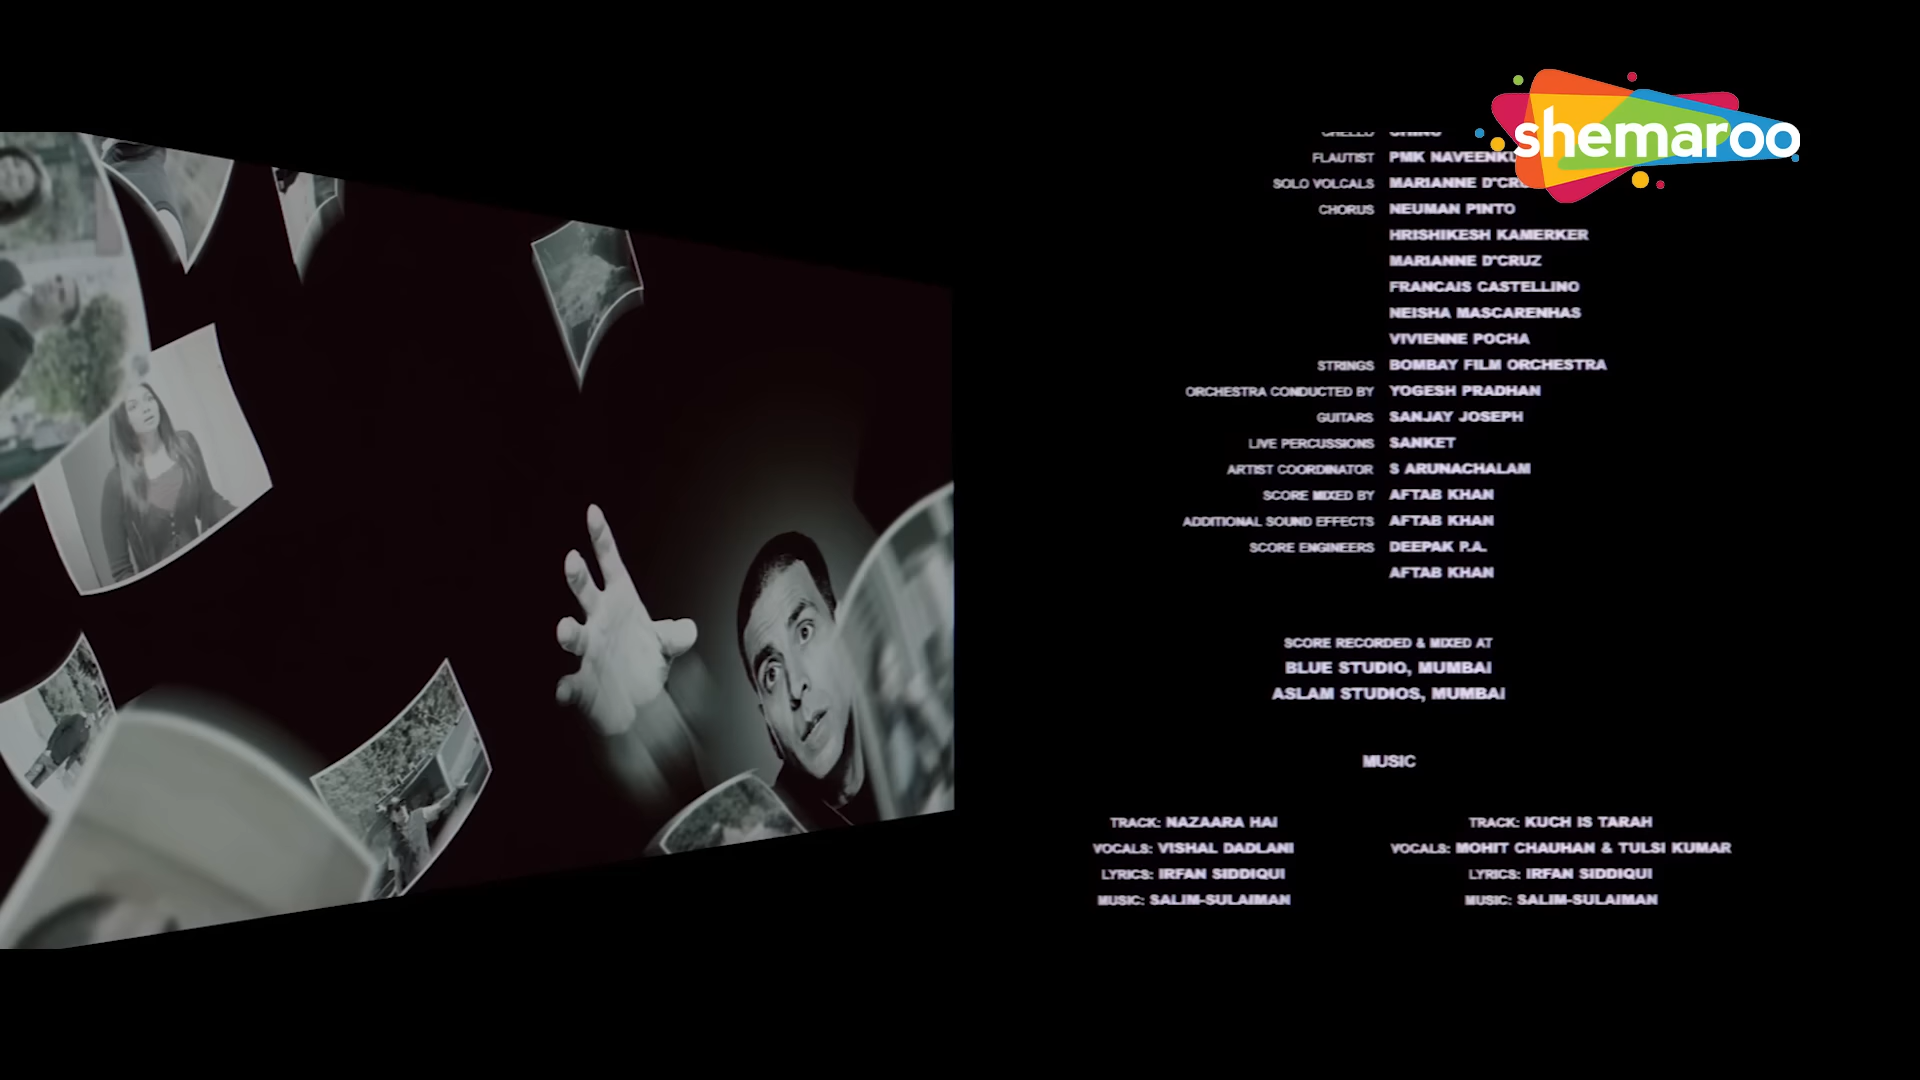 shemaroo
FLAUTIST PMK
SOLO VOLCALS MARIANNE
CHORUS NEUMAN PINTO
HRISHIKESH KAMERKER
MARIANNE D'CRUZ
FRANCAIS CASTELLINO
NEISHA MASCARENHAS
VIVIENNE POCHA
STRINGS BOMBAY FILM ORCHESTRA
ORCHESTRA CONDUCTED BY YOGESH PRADHAN
GUITARS SANJAY JOSEPH
LIVE PERCUSSIONS SANKET
ARTIST COORDINATOR S ARUNACHALAM
SCORE MIXED BY AFTAB KHAN
ADDITIONAL SOUND EFFECTS AFTAB KHAN
SCORE ENGINEERS DEEPAK P.A.
AFTAB KHAN
SCORE RECORDED & MIXED AT
BLUE STUDIO, MUMBAI
ASLAM STUDIOS, MUMBAI
MUSIC
TRACK: NAZAARA HAI
VOCALS: VISHAL DADLANI
LYRICS: IRFAN SIDDIQUI
MUSIC: SALIM-SULAIMAN
TRACK: KUCH IS TARAH
VOCALS: MOHIT CHAUHAN & TULSI KUMAR
LYRICS: IRFAN SIDDIQUI
MUSIC: SALIM-SULAIMAN